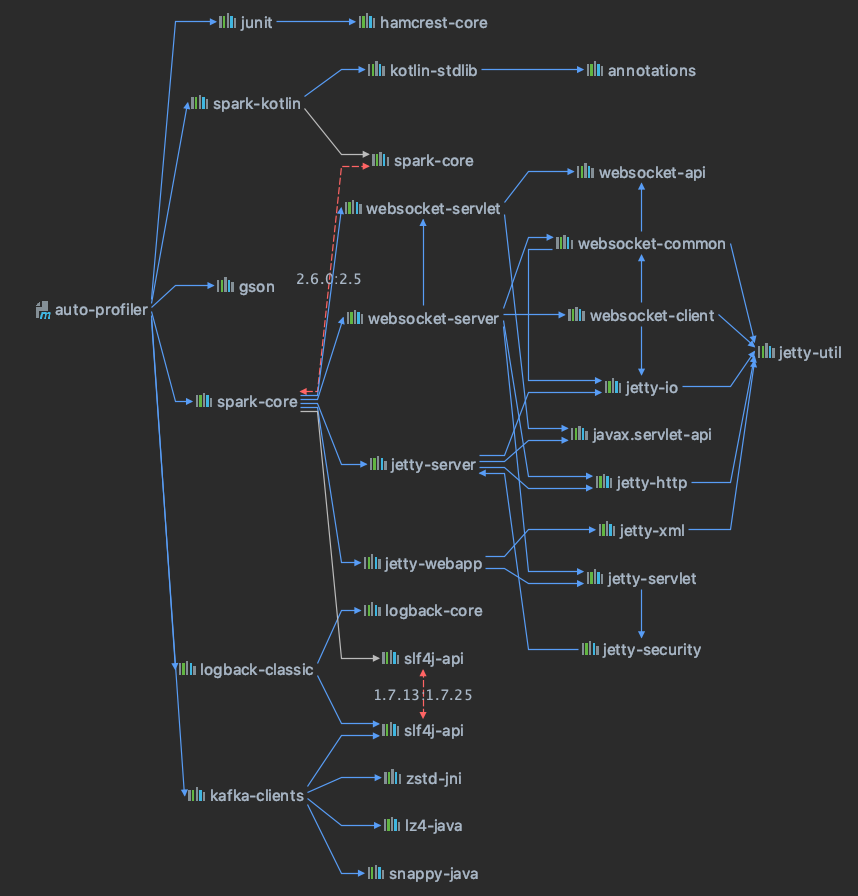 junit
hamcrest-core
kotlin-stdlib
annotations
spark-kotlin
spark-core
websocket-api
websocket-servlet
websocket-common
2.6.0:2.5
gson
auto-profiler
websocket-server
websocket-client
jetty-util
jetty-io
spark-core
javax.servlet-api
jetty-server
jetty-http
jetty-xml
jetty-webapp
jetty-servlet
logback-core
jetty-security
slf4j-api
logback-classic
1.7.13:1.7.25
slf4j-api
zstd-jni
kafka-clients
lz4-java
snappy-java